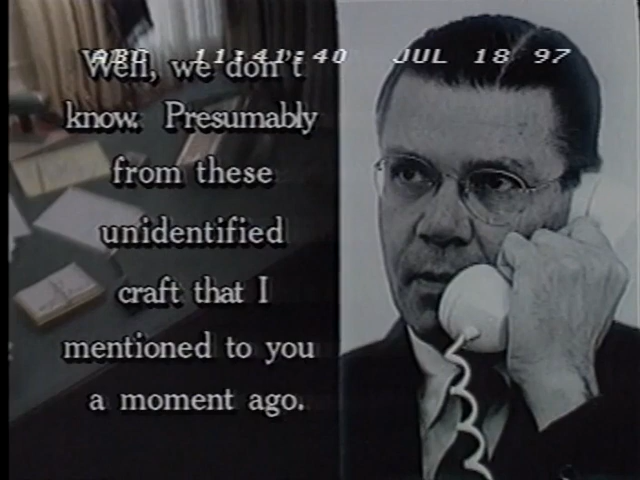 ABC 11:41:40 JUL 18 97
Well, we don't
know. Presumably
from these
unidentified
craft that I
mentioned to you
a moment ago.